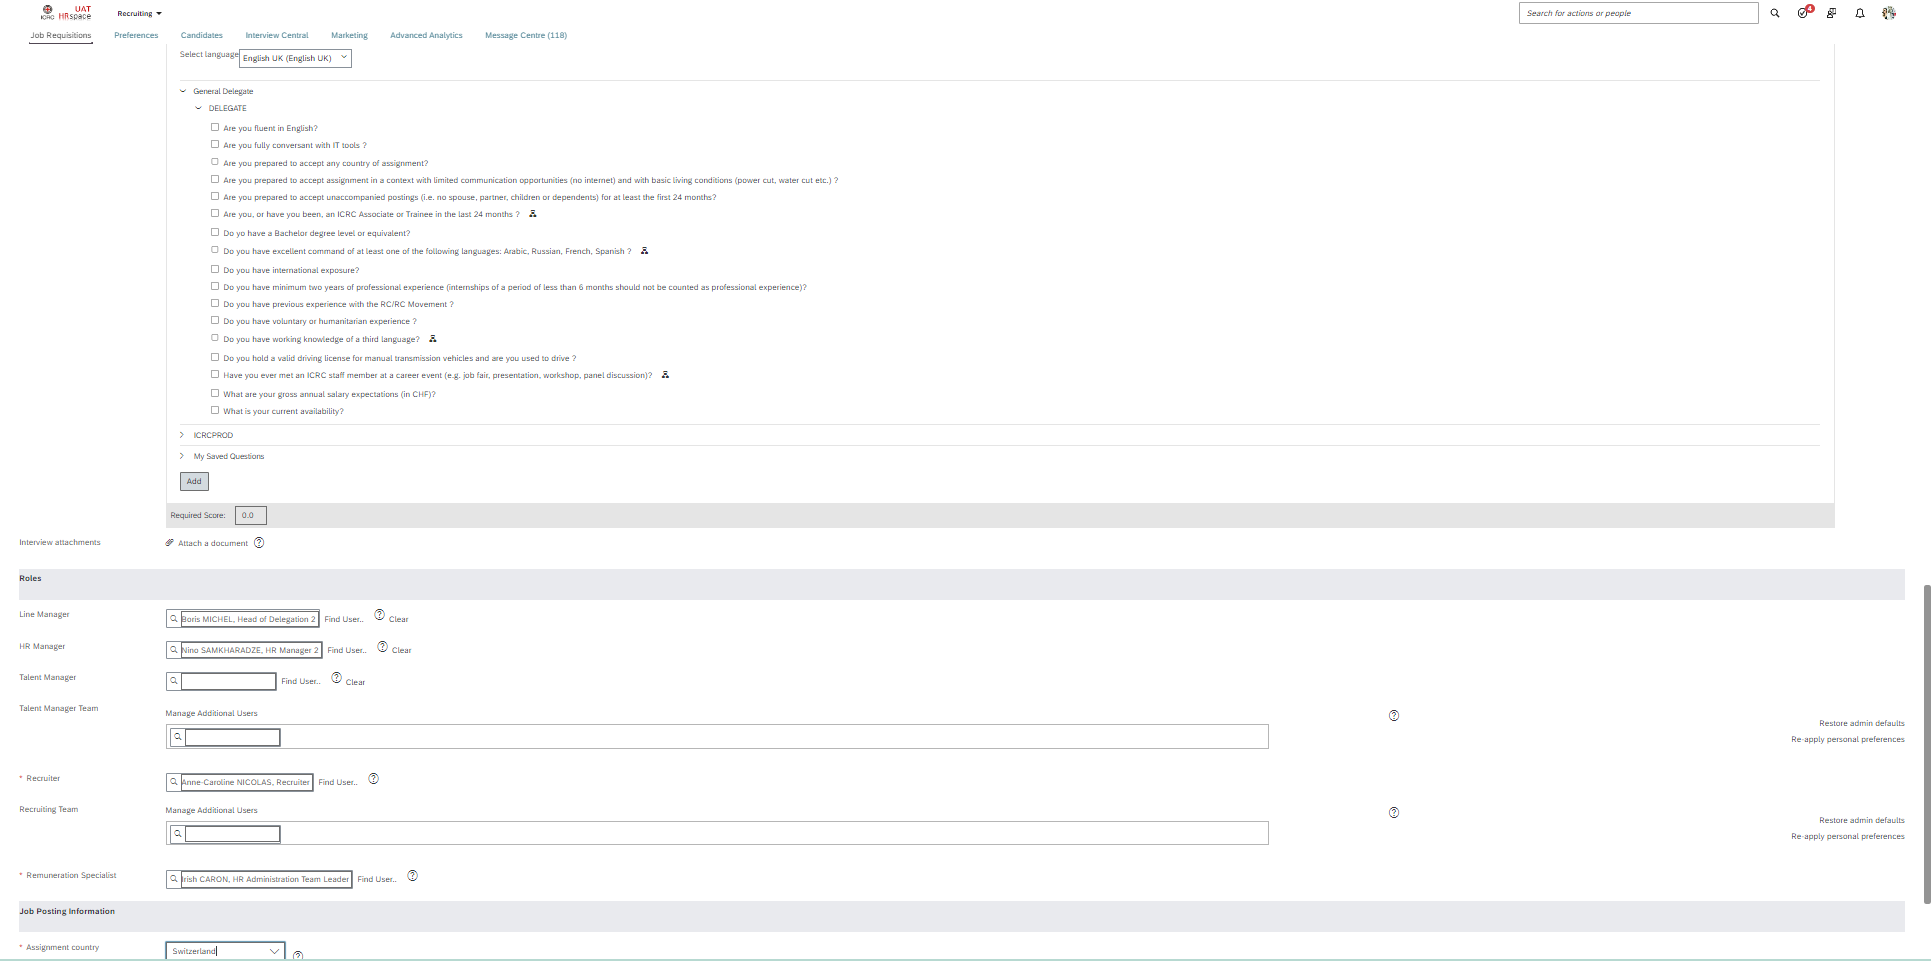 UAT
ICRC HRspace
Recruiting
Search for actions or people
4
Job Requisitions Preferences Candidates Interview Central Marketing Advanced Analytics Message Centre (118)
Select language English UK (English UK)
General Delegate
DELEGATE
Are you fluent in English?
Are you fully conversant with IT tools ?
Are you prepared to accept any country of assignment?
Are you prepared to accept assignment in a context with limited communication opportunities (no internet) and with basic living conditions (power cut, water cut etc.) ?
Are you prepared to accept unaccompanied postings (i.e. no spouse, partner, children or dependents) for at least the first 24 months?
Are you, or have you been, an ICRC Associate or Trainee in the last 24 months ?
Do yo have a Bachelor degree level or equivalent?
Do you have excellent command of at least one of the following languages: Arabic, Russian, French, Spanish ?
Do you have international exposure?
Do you have minimum two years of professional experience (internships of a period of less than 6 months should not be counted as professional experience)?
Do you have previous experience with the RC/RC Movement ?
Do you have voluntary or humanitarian experience ?
Do you have working knowledge of a third language?
Do you hold a valid driving license for manual transmission vehicles and are you used to drive ?
Have you ever met an ICRC staff member at a career event (e.g. job fair, presentation, workshop, panel discussion)?
What are your gross annual salary expectations (in CHF)?
What is your current availability?
ICRCPROD
My Saved Questions
Add
Required Score: 0.0
Interview attachments Attach a document ?
Roles
Line Manager Boris MICHEL, Head of Delegation 2 Find User.. ? Clear
HR Manager Nino SAMKHARADZE, HR Manager 2 Find User.. ? Clear
Talent Manager Find User.. ? Clear
Talent Manager Team Manage Additional Users ?
Restore admin defaults
Re-apply personal preferences
* Recruiter Anne-Caroline NICOLAS, Recruiter Find User.. ?
Recruiting Team Manage Additional Users ?
Restore admin defaults
Re-apply personal preferences
* Remuneration Specialist Irish CARON, HR Administration Team Leader Find User.. ?
Job Posting Information
* Assignment country Switzerland ?